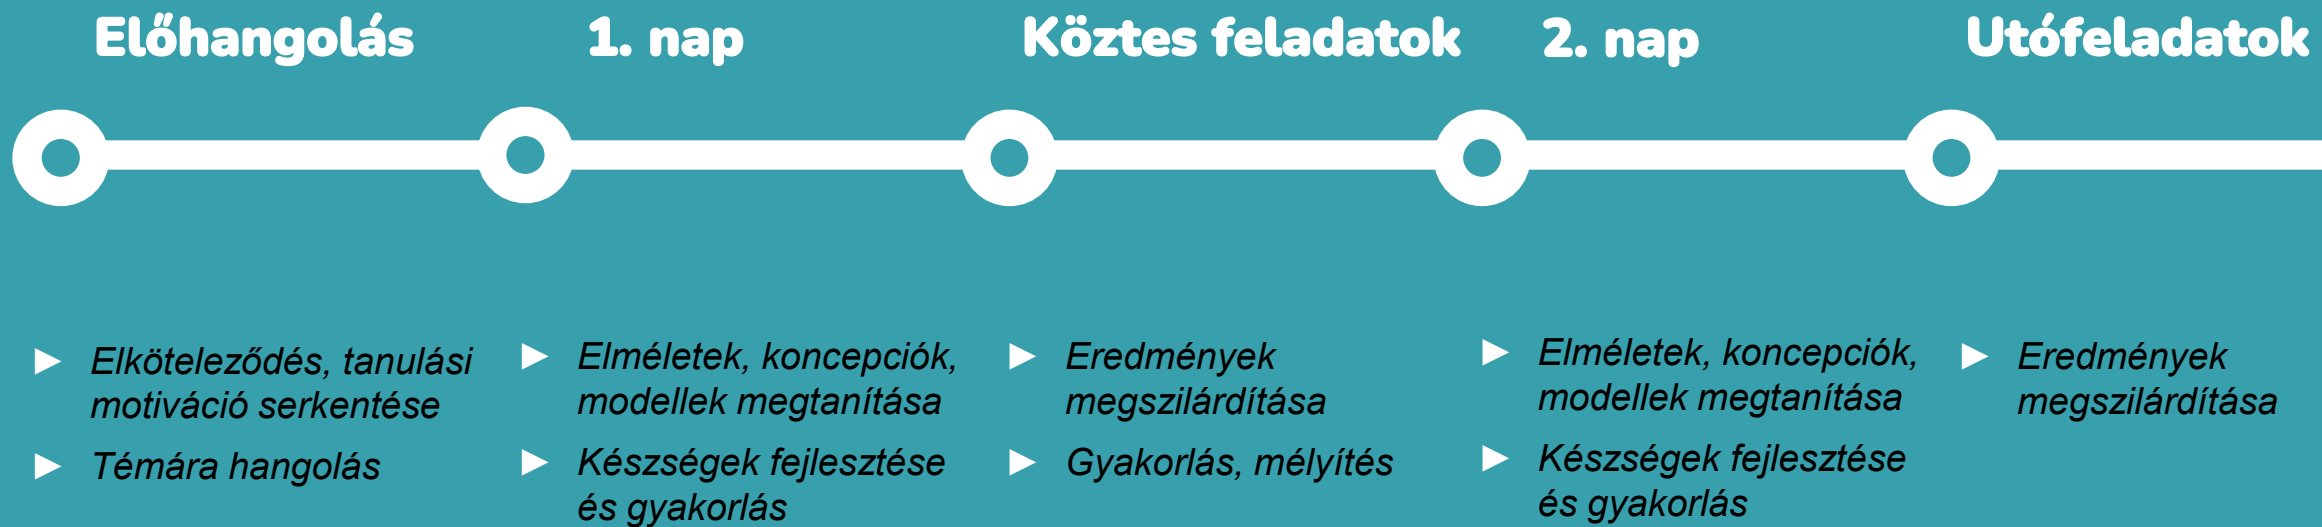 Előhangolás
1. nap
Köztes feladatok
2. nap
Utófeladatok
Elköteleződés, tanulási
motiváció serkentése
Témára hangolás
Elméletek, koncepciók,
modellek megtanítása
Készségek fejlesztése
és gyakorlás
Eredmények
megszilárdítása
Gyakorlás, mélyítés
Elméletek, koncepciók,
modellek megtanítása
Készségek fejlesztése
és gyakorlás
Eredmények
megszilárdítása